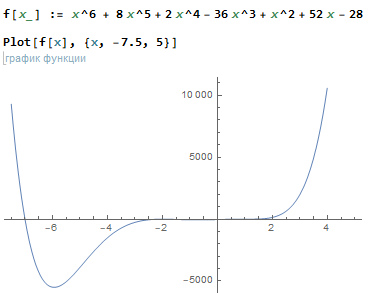 f[x_] := x^6 + 8 x^5 + 2 x^4 - 36 x^3 + x^2 + 52 x - 28
Plot[f[x], {x, -7.5, 5}]
график функции
10 000
5000
-6 -4 -2 2 4
-5000